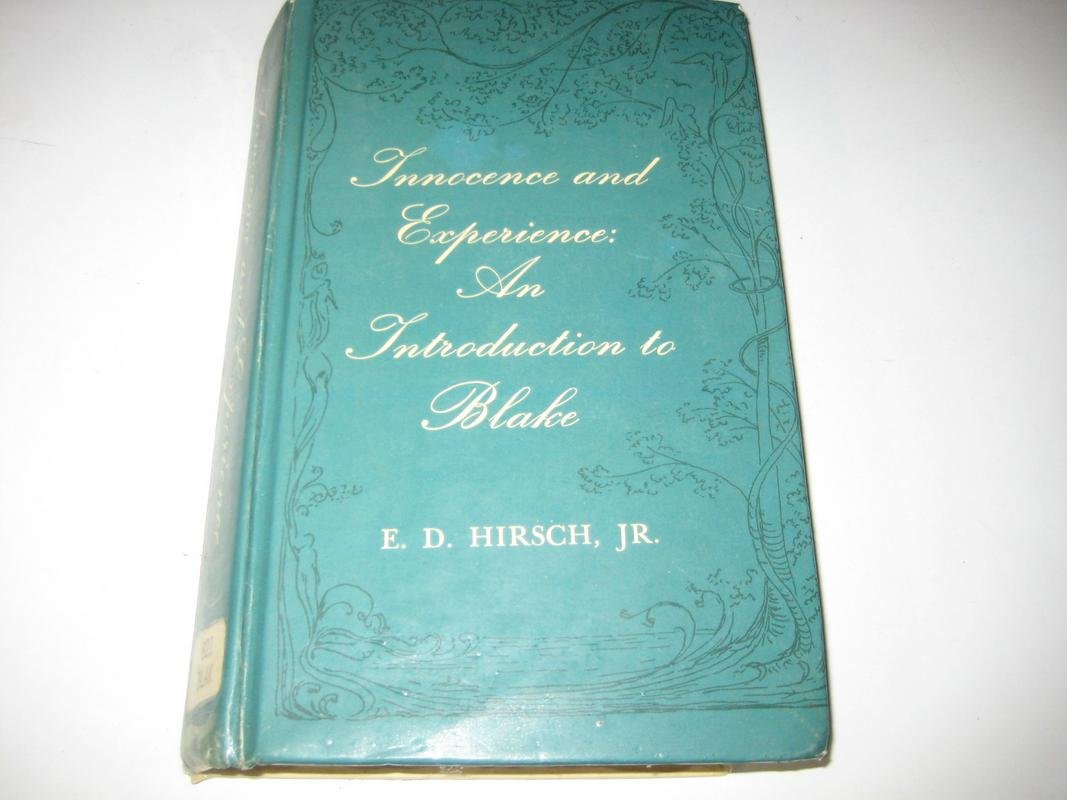 Innocence and
Experience:
An
Introduction to
Blake
E. D. HIRSCH, JR.